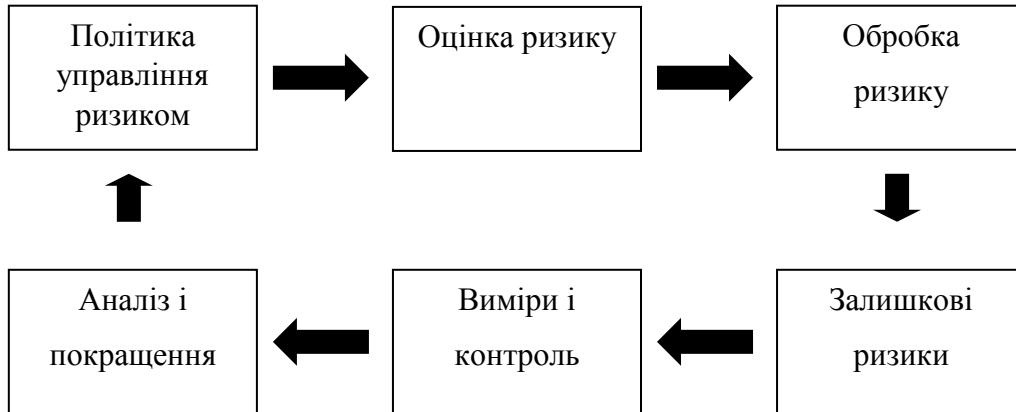 Політика
управління
ризиком
Оцінка ризику
Обробка
ризику
Аналіз і
покращення
Виміри і
контроль
Залишкові
ризики